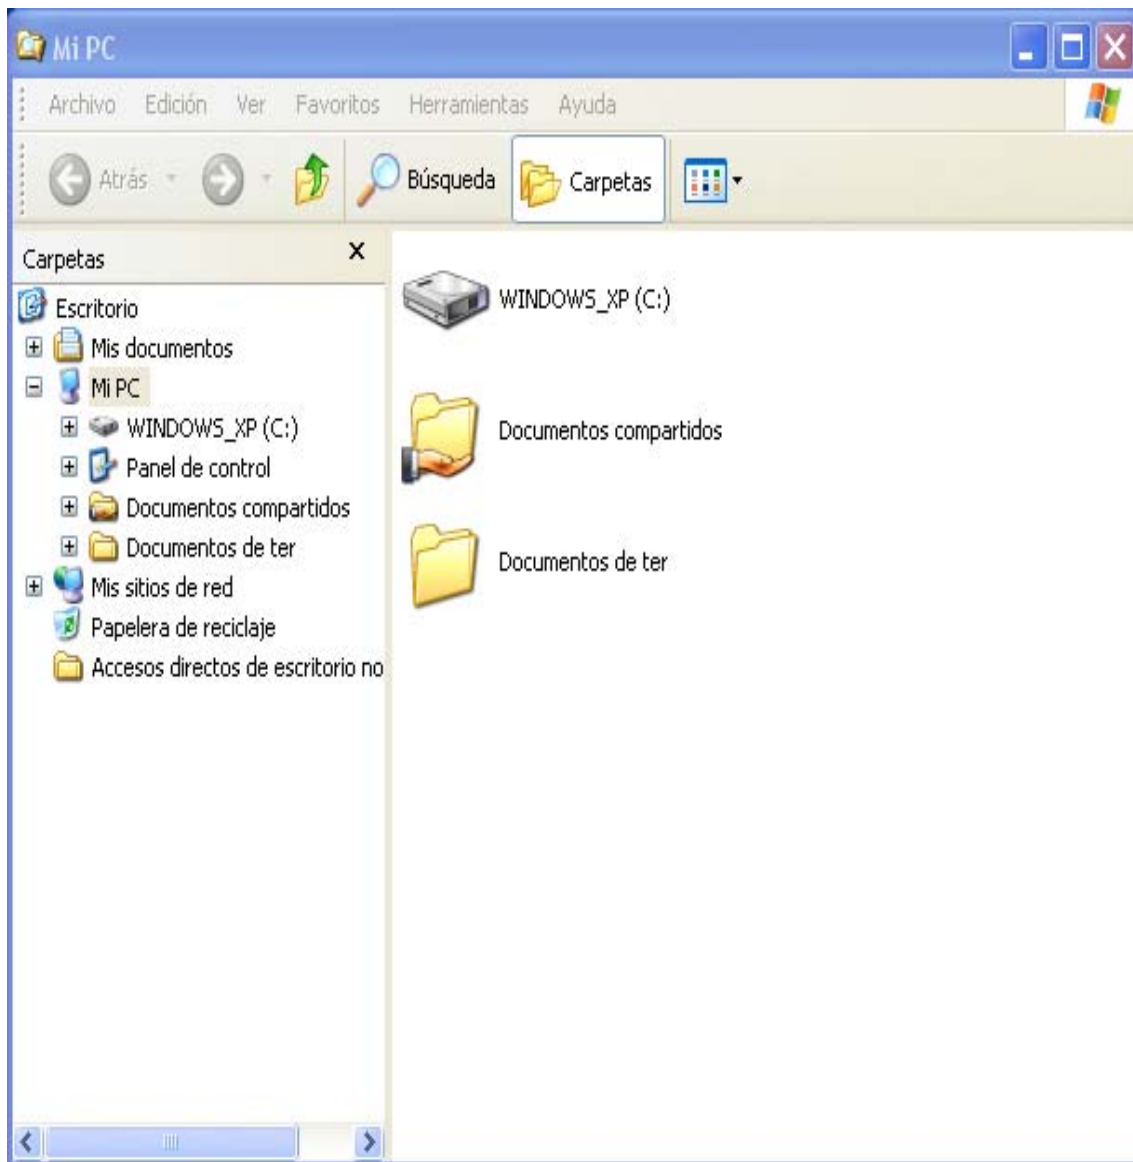 Mi PC
Archivo Edición Ver Favoritos Herramientas Ayuda
Atrás Búsqueda Carpetas
Carpetas
Escritorio
Mis documentos
Mi PC
WINDOWS_XP (C:)
Panel de control
Documentos compartidos
Documentos de ter
Mis sitios de red
Papelera de reciclaje
Accesos directos de escritorio no
WINDOWS_XP (C:)
Documentos compartidos
Documentos de ter